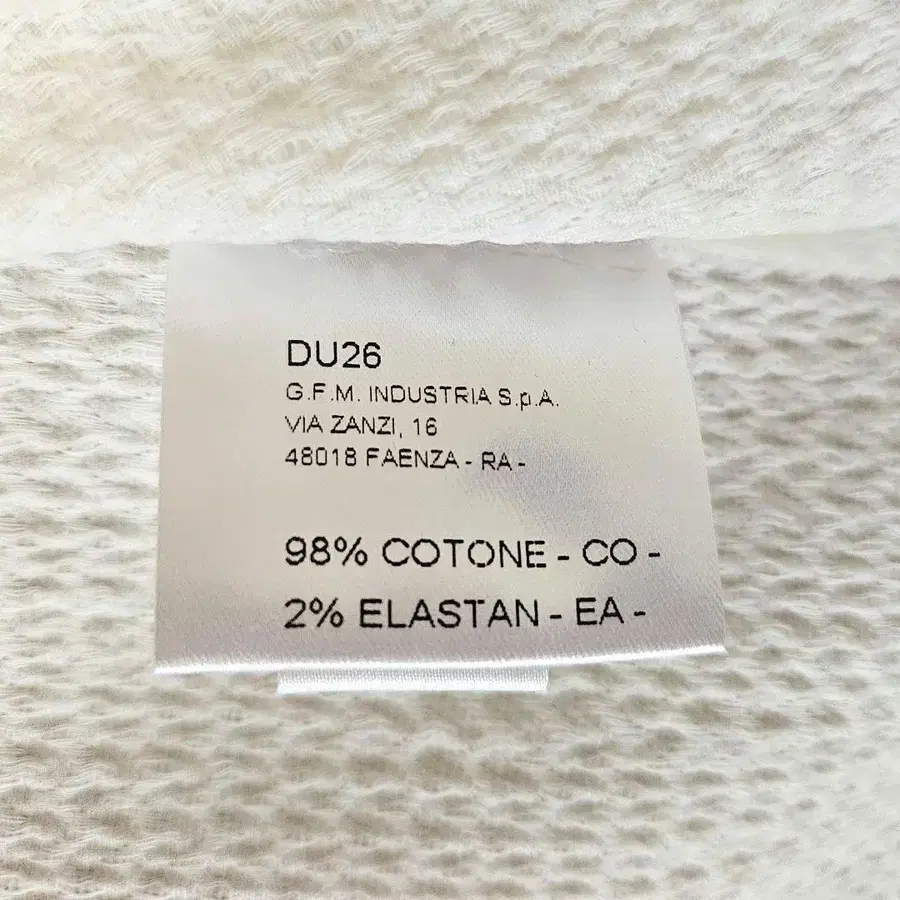 DU26
G.F.M. INDUSTRIA S.p.A.
VIA ZANZI, 16
48018 FAENZA - RA -
98% COTONE - CO -
2% ELASTAN - EA -